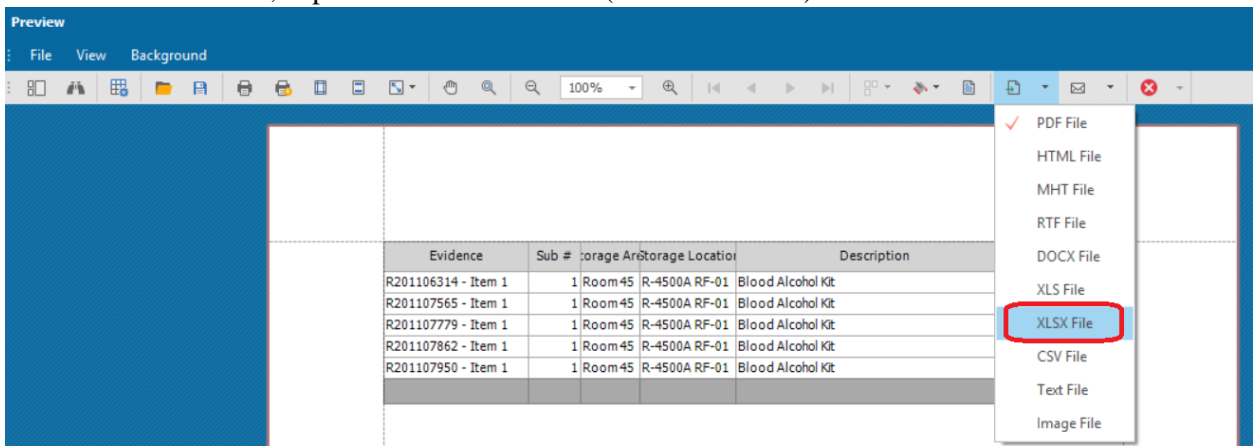 Preview
File View Background
100%
PDF File
HTML File
MHT File
RTF File
DOCX File
XLS File
XLSX File
CSV File
Text File
Image File
Evidence Sub # torage Are Storage Location Description
R201106314 - Item 1 1 Room45 R-4500A RF-01 Blood Alcohol Kit
R201107565 - Item 1 1 Room45 R-4500A RF-01 Blood Alcohol Kit
R201107779 - Item 1 1 Room45 R-4500A RF-01 Blood Alcohol Kit
R201107862 - Item 1 1 Room45 R-4500A RF-01 Blood Alcohol Kit
R201107950 - Item 1 1 Room45 R-4500A RF-01 Blood Alcohol Kit